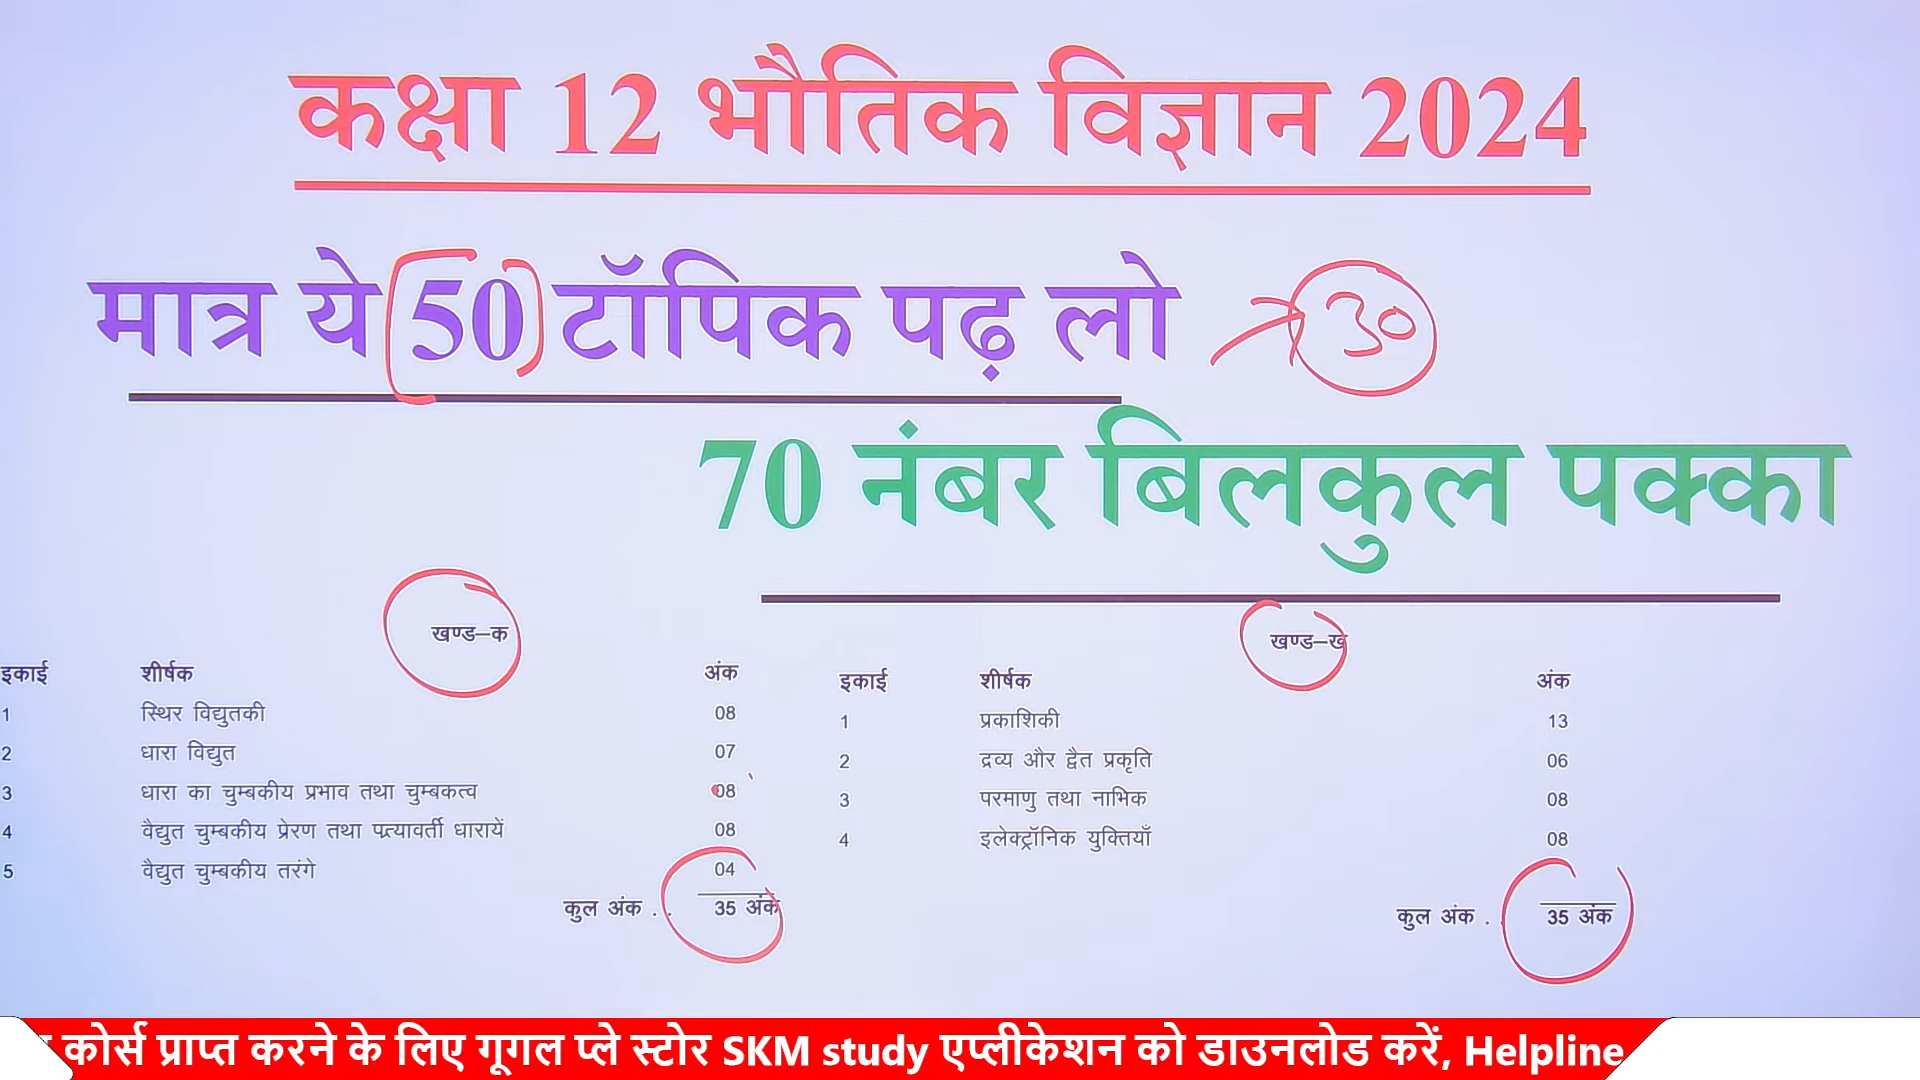 कक्षा 12 भौतिक विज्ञान 2024
मात्र ये 50 टॉपिक पढ़ लो 30
70 नंबर बिलकुल पक्का
खण्ड–क
इकाई शीर्षक अंक
1 स्थिर विद्युतकी 08
2 धारा विद्युत 07
3 धारा का चुम्बकीय प्रभाव तथा चुम्बकत्व 08
4 वैद्युत चुम्बकीय प्रेरण तथा प्रत्यावर्ती धारायें 08
5 वैद्युत चुम्बकीय तरंगे 04
कुल अंक . . 35 अंक
खण्ड–ख
इकाई शीर्षक अंक
1 प्रकाशिकी 13
2 द्रव्य और द्वैत प्रकृति 06
3 परमाणु तथा नाभिक 08
4 इलेक्ट्रॉनिक युक्तियाँ 08
कुल अंक . . 35 अंक
कोर्स प्राप्त करने के लिए गूगल प्ले स्टोर SKM study एप्लीकेशन को डाउनलोड करें, Helpline